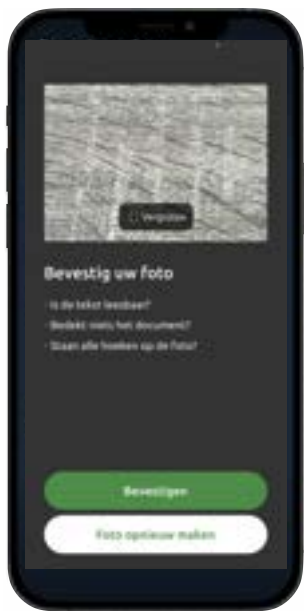 Vergroten
Bevestig uw foto
- Is de tekst leesbaar?
- Bedekt niets het document?
- Staan alle hoeken op de foto?
Bevestigen
Foto opnieuw maken